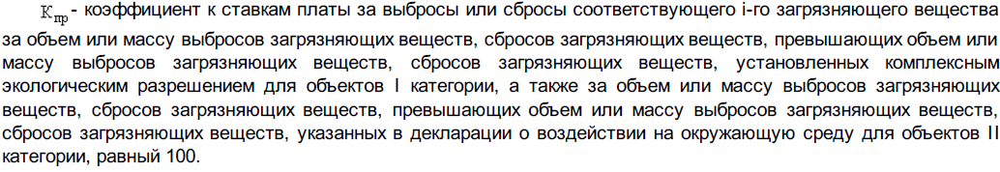 Kпр - коэффициент к ставкам платы за выбросы или сбросы соответствующего i-го загрязняющего вещества
за объем или массу выбросов загрязняющих веществ, сбросов загрязняющих веществ, превышающих объем или
массу выбросов загрязняющих веществ, сбросов загрязняющих веществ, установленных комплексным
экологическим разрешением для объектов I категории, а также за объем или массу выбросов загрязняющих
веществ, сбросов загрязняющих веществ, превышающих объем или массу выбросов загрязняющих веществ,
сбросов загрязняющих веществ, указанных в декларации о воздействии на окружающую среду для объектов II
категории, равный 100.